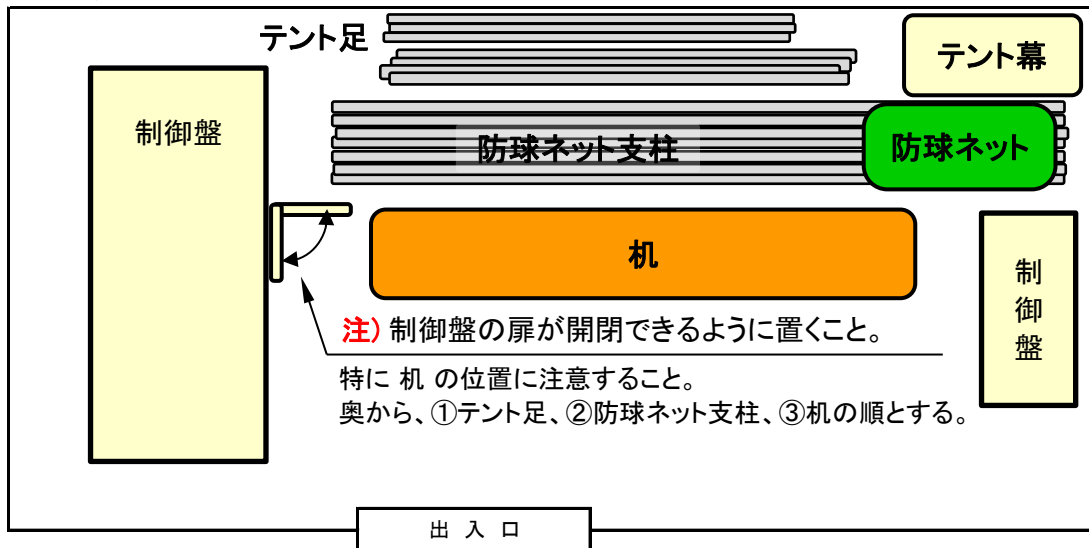 テント足
テント幕
制御盤
防球ネット支柱
防球ネット
机
制御盤
注) 制御盤の扉が開閉できるように置くこと。
特に 机 の位置に注意すること。
奥から、①テント足、②防球ネット支柱、③机の順とする。
出 入 口